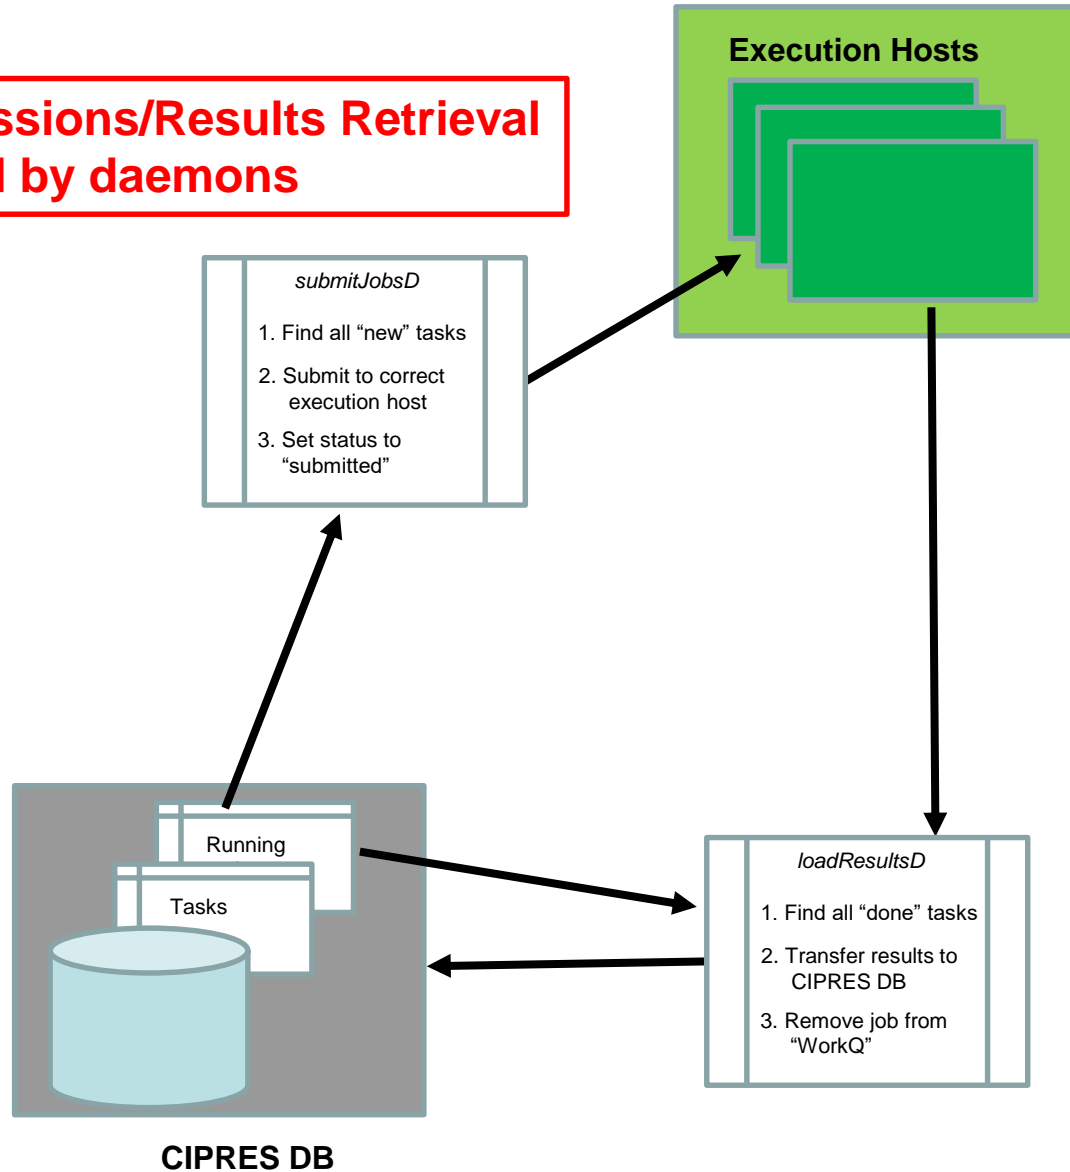 Execution Hosts
ssions/Results Retrieval
by daemons
submitJobsD
1. Find all “new” tasks
2. Submit to correct
execution host
3. Set status to
“submitted”
Running
Tasks
loadResultsD
1. Find all “done” tasks
2. Transfer results to
CIPRES DB
3. Remove job from
“WorkQ”
CIPRES DB